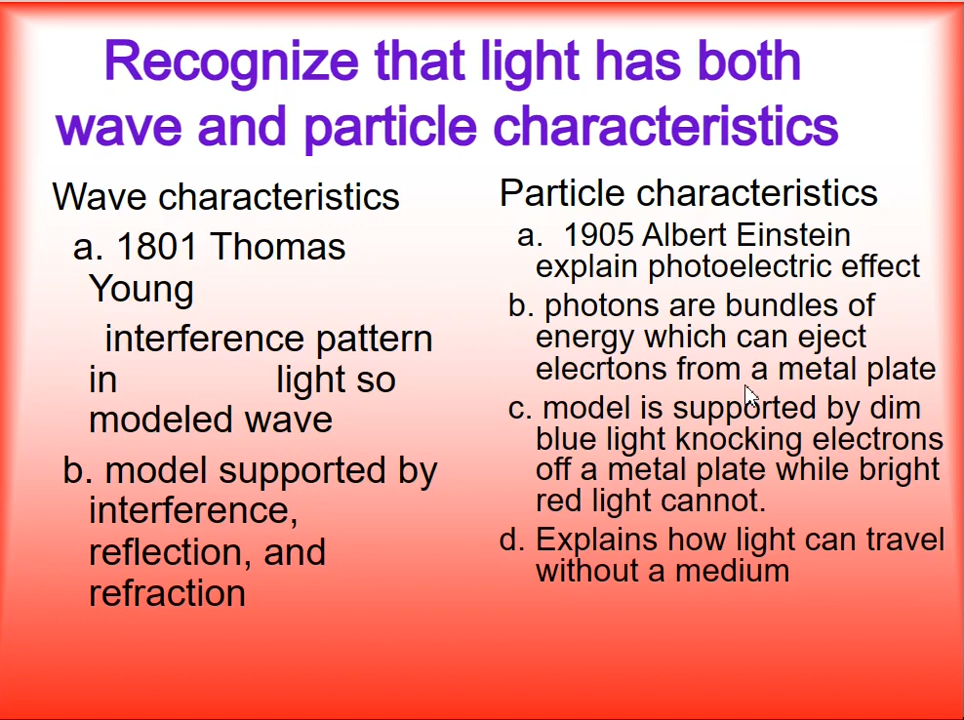 Recognize that light has both
wave and particle characteristics
Wave characteristics
a. 1801 Thomas
Young
interference pattern
in light so
modeled wave
b. model supported by
interference,
reflection, and
refraction
Particle characteristics
a. 1905 Albert Einstein
explain photoelectric effect
b. photons are bundles of
energy which can eject
elecrtons from a metal plate
c. model is supported by dim
blue light knocking electrons
off a metal plate while bright
red light cannot.
d. Explains how light can travel
without a medium